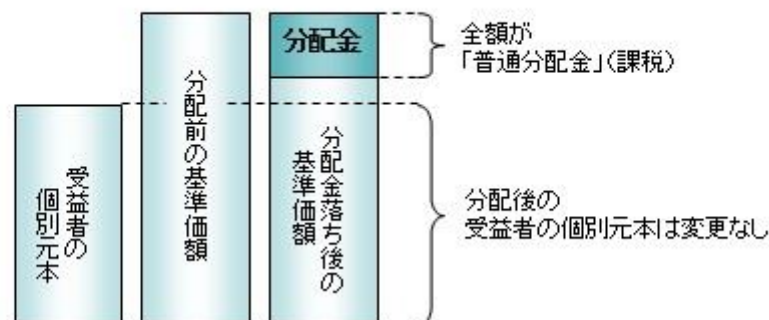 受益者の
個別元本
分配前の基準価額
分配金
分配金落ち後の
基準価額
全額が
「普通分配金」(課税)
分配後の
受益者の個別元本は変更なし